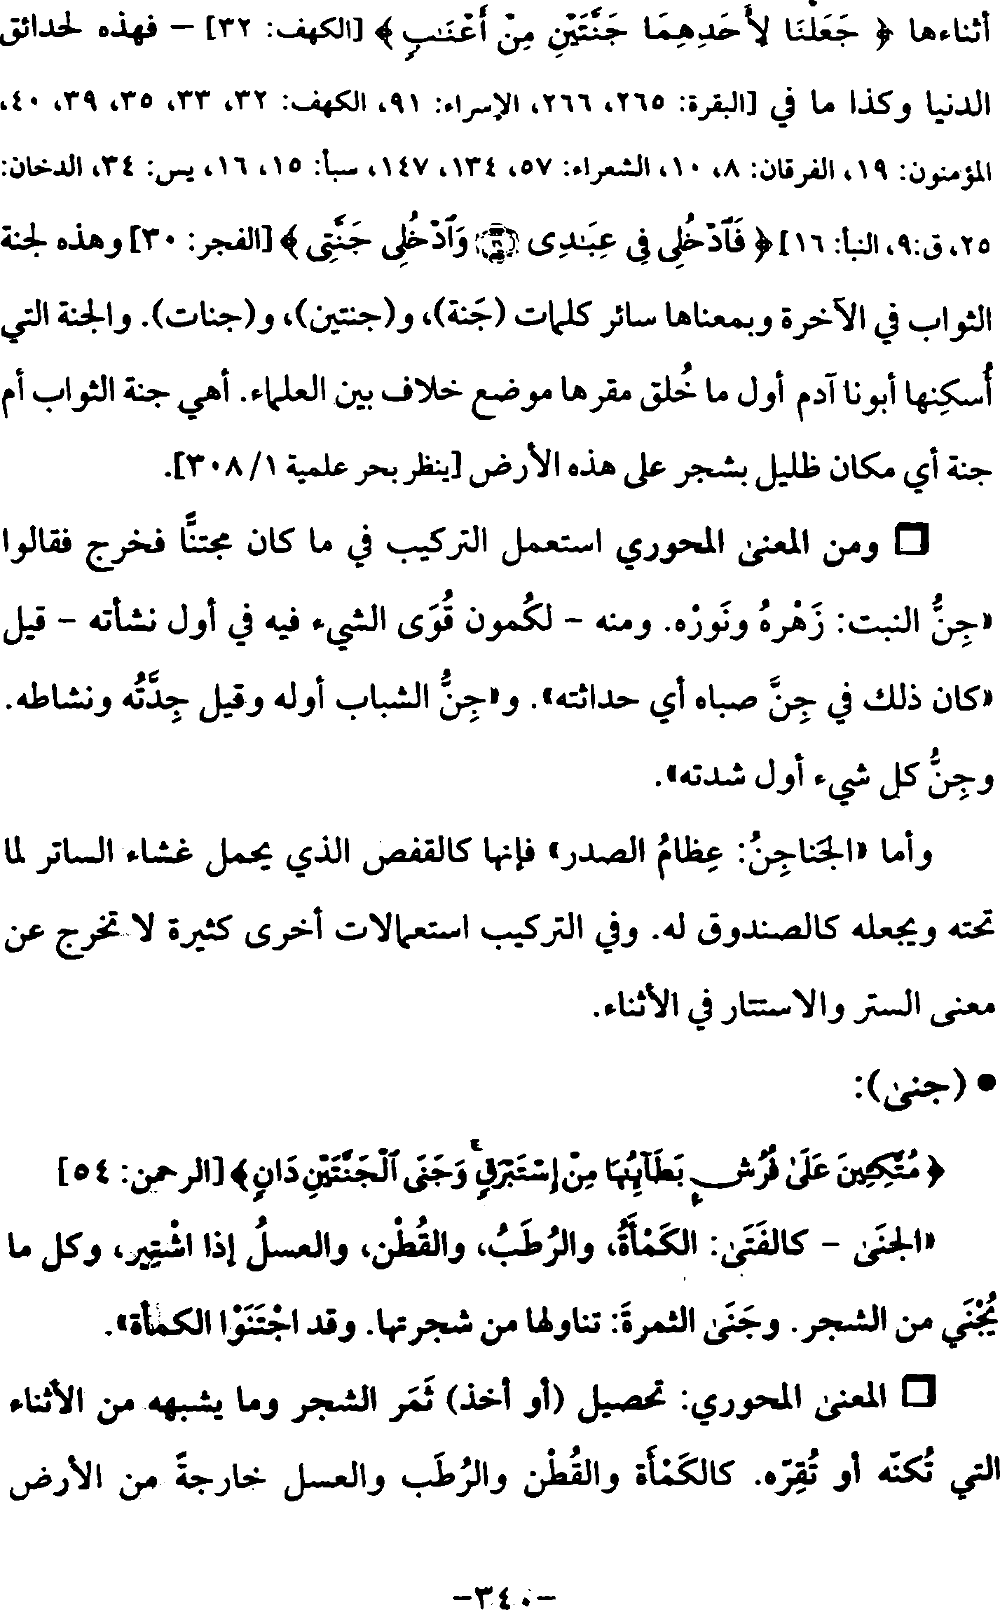 أثناءها ﴿ جَعَلْنَا لِأَحَدِهِمَا جَنَّتَيْنِ مِنْ أَعْنَـٰبٍ ﴾ [الكهف: ٣٢] – فهذه لحدائق
الدنيا وكذا ما في [البقرة: ٢٦٥، ٢٦٦، الإسراء: ٩١، الكهف: ٣٢، ٣٣، ٣٥، ٣٩، ٤٠،
المؤمنون: ١٩، الفرقان: ٨، ١٠، الشعراء: ٥٧، ١٣٤، ١٤٧، سبأ: ١٥، ١٦، يس: ٣٤، الدخان:
٢٥، ق:٩، النبأ: ١٦] ﴿ فَٱدْخُلِى فِى عِبَـٰدِى ۝ وَٱدْخُلِى جَنَّتِى ﴾ [الفجر: ٣٠] وهذه لجنة
الثواب في الآخرة وبمعناها سائر كلمات (جَنة)، و(جنتين)، و(جنات). والجنة التي
أُسكِنها أبونا آدم أول ما خُلق مقرها موضع خلاف بين العلماء. أهي جنة الثواب أم
جنة أي مكان ظليل بشجر على هذه الأرض [ينظر بحر علمية ١/ ٣٠٨].
□ ومن المعنىٰ المحوري استعمل التركيب في ما كان مجتنًّا فخرج فقالوا
«جِنُّ النبت: زَهْرهُ ونَورْه. ومنه – لكُمون قُوَى الشيء فيه في أول نشأته – قيل
«كان ذلك في جِنَّ صباه أي حداثته». و«جِنُّ الشباب أوله وقيل جِدَّتُه ونشاطه.
وجِنُّ كل شيء أول شدته».
وأما «الجَناجِنُ: عِظامُ الصدر» فإنها كالقفص الذي يحمل غشاء الساتر لما
تحته ويجعله كالصندوق له. وفي التركيب استعمالات أخرى كثيرة لا تخرج عن
معنى الستر والاستتار في الأثناء.
● (جنىٰ):
﴿ مُتَّكِـِٔينَ عَلَىٰ فُرُشٍۭ بَطَآئِنُهَا مِنْ إِسْتَبْرَقٍ ۚ وَجَنَى ٱلْجَنَّتَيْنِ دَانٍ ﴾ [الرحمن: ٥٤]
«الجنَىٰ – كالفَتَىٰ: الكَمْأَةُ، والرُطَبُ، والقُطْن، والعسلُ إذا اشْتِير، وكل ما
يُجْنَي من الشجر. وجَنَىٰ الثمرةَ: تناولها من شجرتها. وقد اجْتَنَوْا الكمأة».
□ المعنىٰ المحوري: تحصيل (أو أخذ) ثَمَر الشجر وما يشبهه من الأثناء
التي تُكنّه أو تُقِرّه. كالكَمْأَة والقُطْن والرُطَب والعسل خارجةً من الأرض
-٣٤٠-